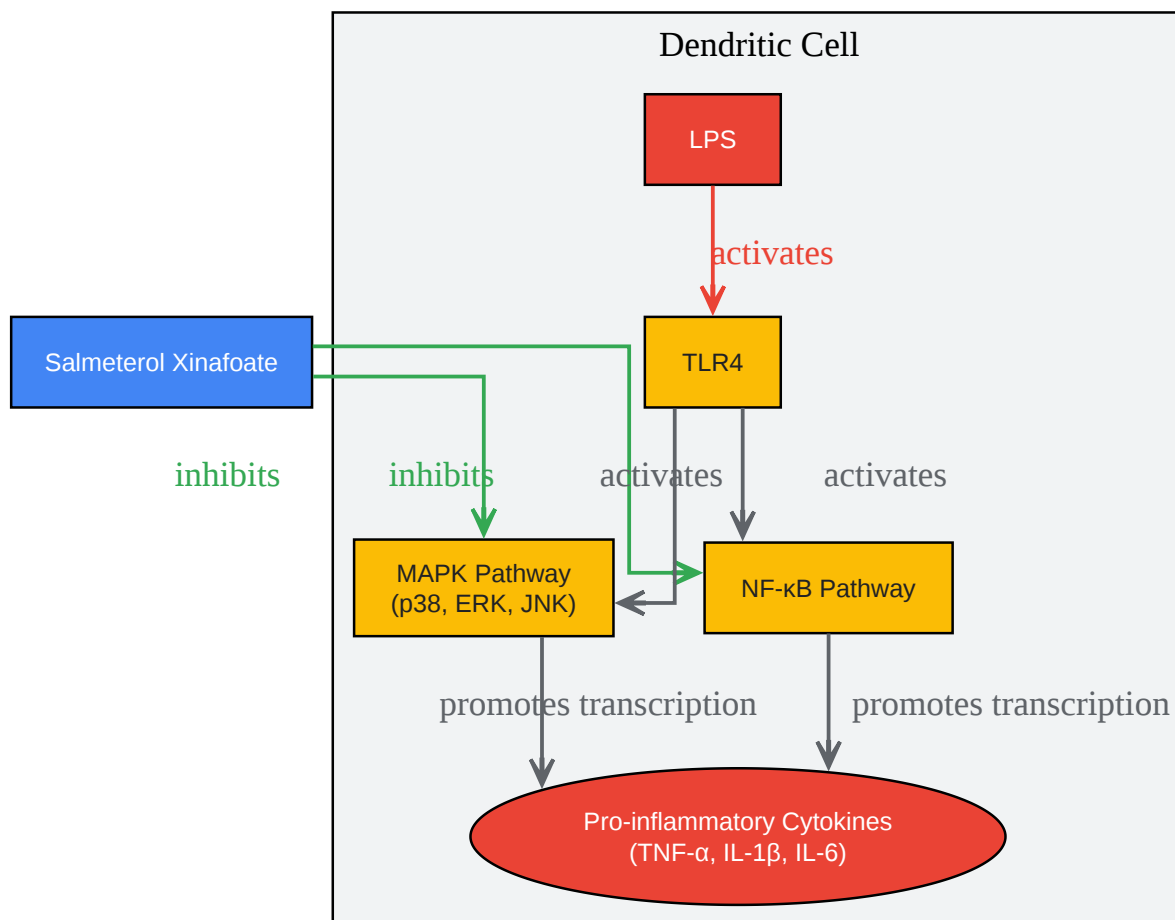 Dendritic Cell
LPS
activates
Salmeterol Xinafoate
TLR4
inhibits
inhibits
activates
activates
MAPK Pathway
(p38, ERK, JNK)
NF-κB Pathway
promotes transcription
promotes transcription
Pro-inflammatory Cytokines
(TNF-α, IL-1β, IL-6)